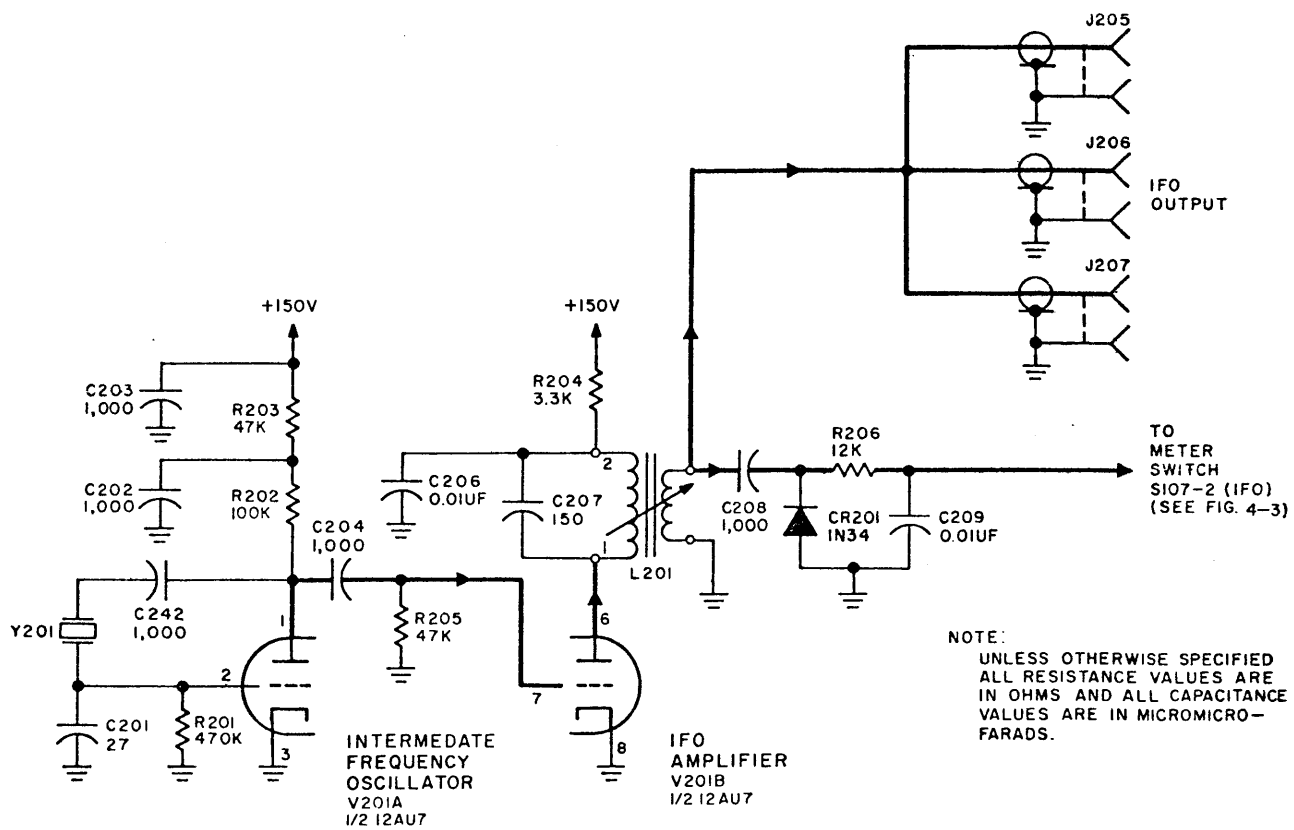 J205
J206
IFO
OUTPUT
J207
+150V
+150V
C203
1,000
R203
47K
R204
3.3K
C202
1,000
R202
100K
C206
0.01UF
2
C207
150
1
L201
C208
1,000
R206
12K
CR201
1N34
C209
0.01UF
TO
METER
SWITCH
S107-2 (IFO)
(SEE FIG. 4-3)
C204
1,000
C242
1,000
Y201
1
R205
47K
6
2
7
C201
27
R201
470K
3
8
INTERMEDATE
FREQUENCY
OSCILLATOR
V201A
1/2 12AU7
IFO
AMPLIFIER
V201B
1/2 12AU7
NOTE:
UNLESS OTHERWISE SPECIFIED
ALL RESISTANCE VALUES ARE
IN OHMS AND ALL CAPACITANCE
VALUES ARE IN MICROMICRO-
FARADS.